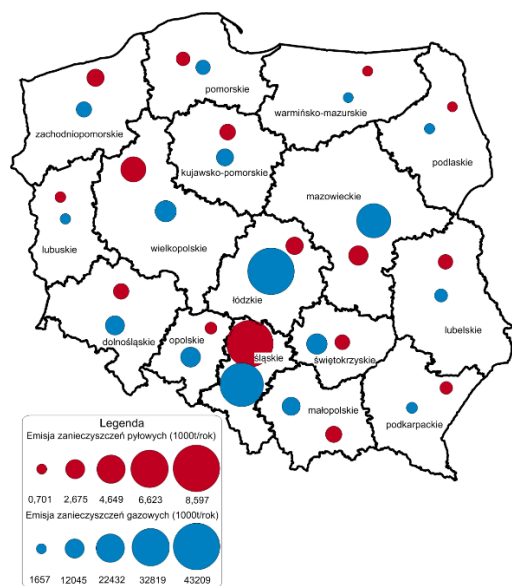 pomorskie
warmińsko-mazurskie
zachodniopomorskie
podlaskie
kujawsko-pomorskie
mazowieckie
lubuskie
wielkopolskie
łódzkie
lubelskie
dolnośląskie
opolskie
śląskie
świętokrzyskie
małopolskie
podkarpackie
Legenda
Emisja zanieczyszczeń pyłowych (1000t/rok)
0,701 2,675 4,649 6,623 8,597
Emisja zanieczyszczeń gazowych (1000t/rok)
1657 12045 22432 32819 43209